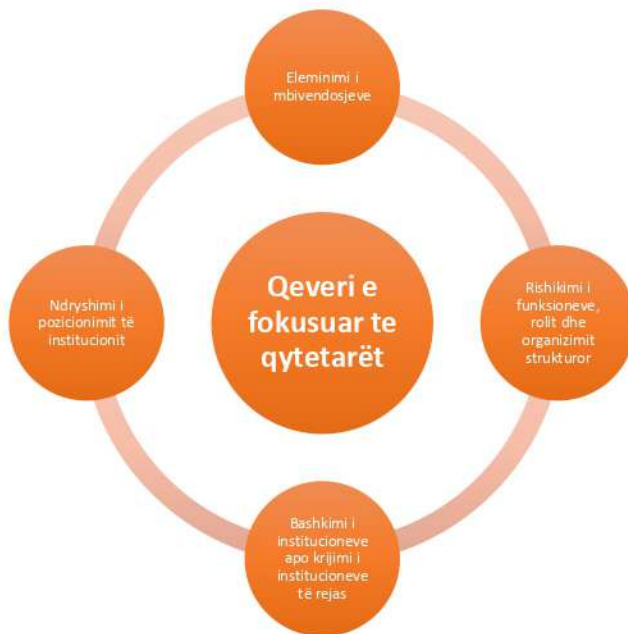 Eleminimi i
mbivendosjeve
Qeveri e
fokusuar te
qytetarët
Ndryshimi i
pozicionimit të
institucionit
Rishikimi i
funksioneve,
rolit dhe
organizimit
strukturor
Bashkimi i
institucioneve
apo krijimi i
institucioneve
të rejas